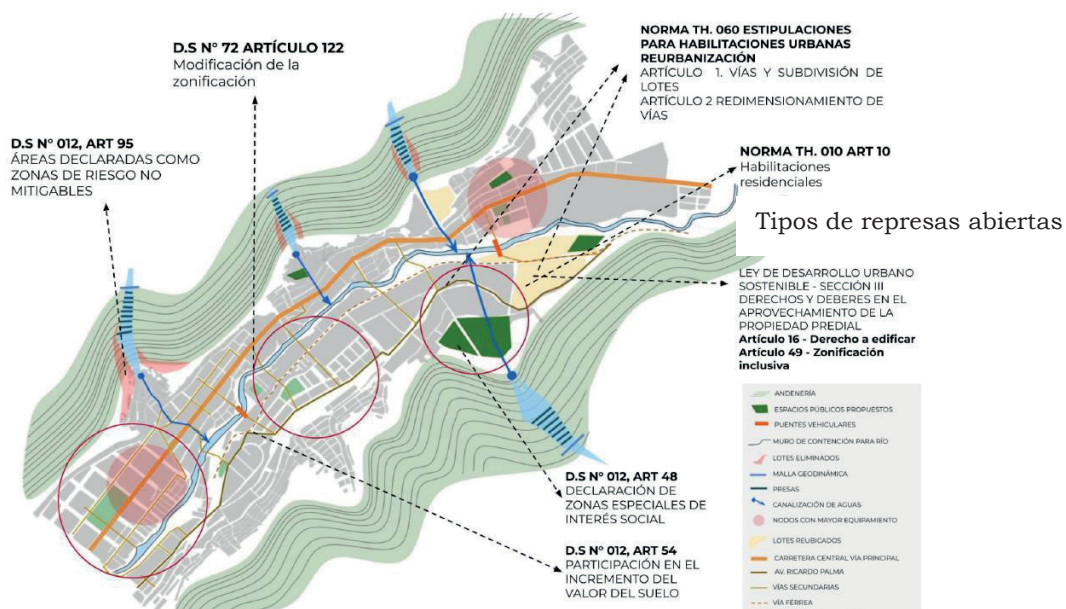 D.S N° 72 ARTÍCULO 122
Modificación de la
zonificación
NORMA TH. 060 ESTIPULACIONES
PARA HABILITACIONES URBANAS
REURBANIZACIÓN
ARTÍCULO 1. VÍAS Y SUBDIVISIÓN DE
LOTES
ARTÍCULO 2 REDIMENSIONAMIENTO DE
VÍAS
D.S N° 012, ART 95
ÁREAS DECLARADAS COMO
ZONAS DE RIESGO NO
MITIGABLES
NORMA TH. 010 ART 10
Habilitaciones
residenciales
Tipos de represas abiertas
LEY DE DESARROLLO URBANO
SOSTENIBLE - SECCIÓN III
DERECHOS Y DEBERES EN EL
APROVECHAMIENTO DE LA
PROPIEDAD PREDIAL
Artículo 16 - Derecho a edificar
Artículo 49 - Zonificación
inclusiva
ANDENERÍA
ESPACIOS PÚBLICOS PROPUESTOS
PUENTES VEHICULARES
MURO DE CONTENCIÓN PARA RÍO
LOTES ELIMINADOS
MALLA GEODINÁMICA
PRESAS
CANALIZACIÓN DE AGUAS
NODOS CON MAYOR EQUIPAMIENTO
LOTES REUBICADOS
CARRETERA CENTRAL VÍA PRINCIPAL
AV. RICARDO PALMA
VÍAS SECUNDARIAS
VÍA FÉRREA
D.S N° 012, ART 48
DECLARACIÓN DE
ZONAS ESPECIALES DE
INTERÉS SOCIAL
D.S N° 012, ART 54
PARTICIPACIÓN EN EL
INCREMENTO DEL
VALOR DEL SUELO